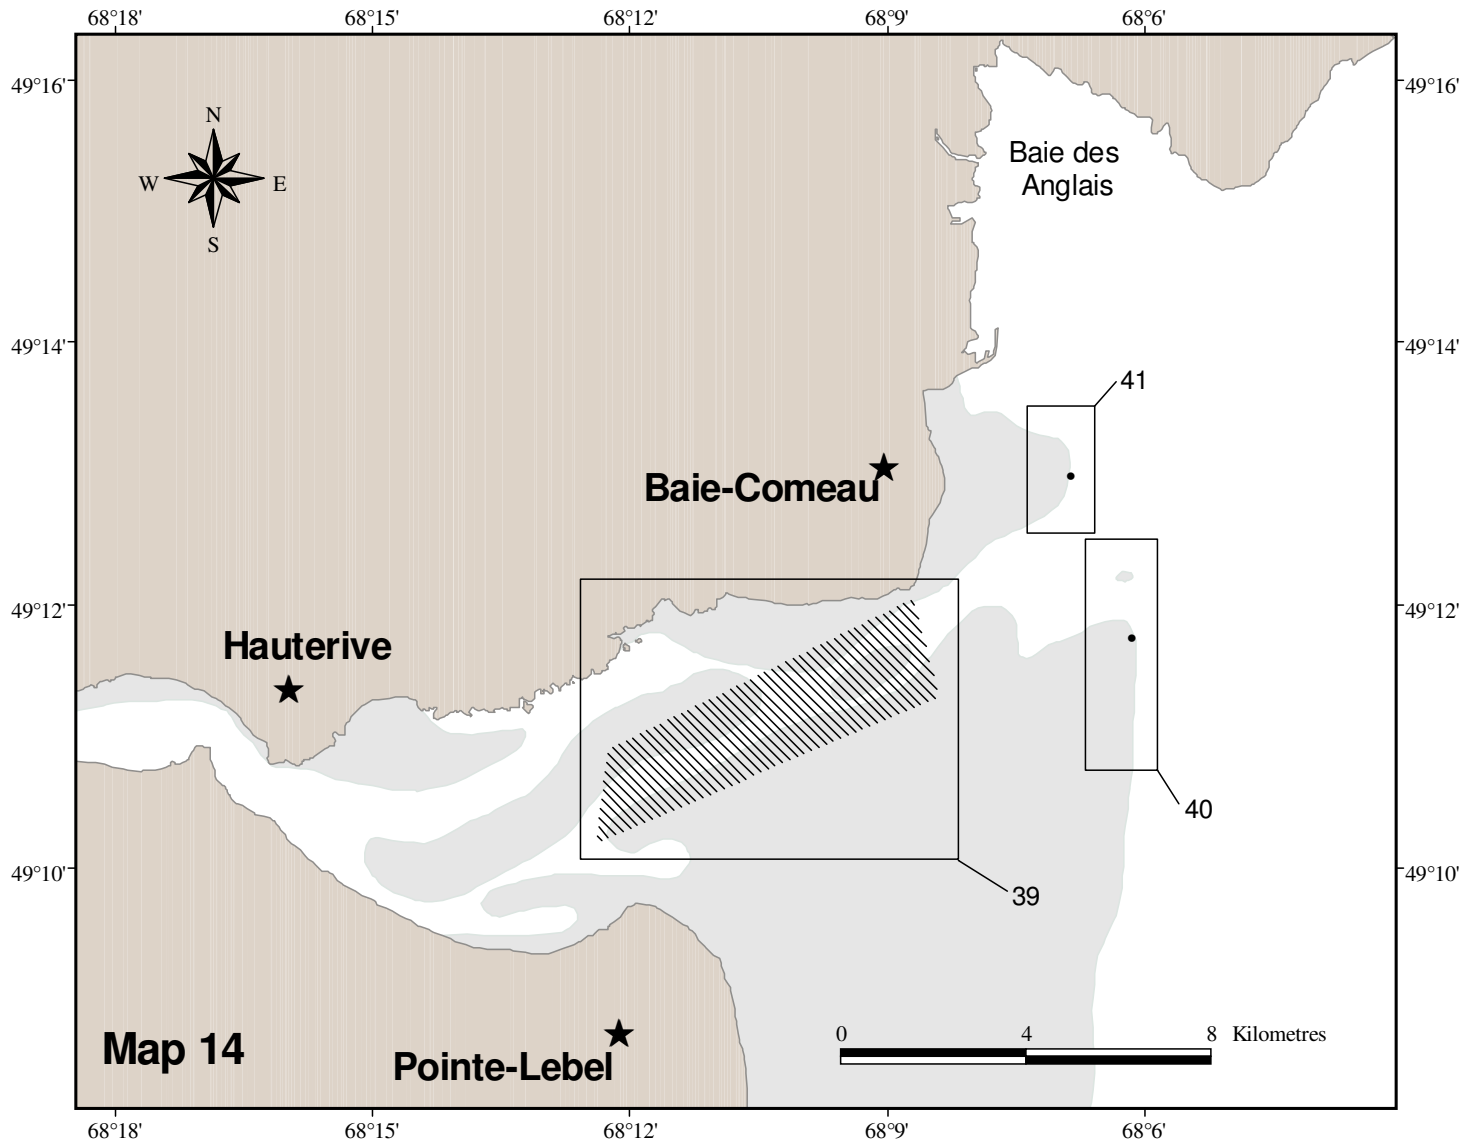 68°18' 68°15' 68°12' 68°9' 68°6'
49°16' 49°16'
N
W E
S
Baie des
Anglais
49°14' 49°14'
41
Baie-Comeau
49°12' 49°12'
Hauterive
40
49°10' 49°10'
39
0 4 8 Kilometres
Map 14
Pointe-Lebel
68°18' 68°15' 68°12' 68°9' 68°6'